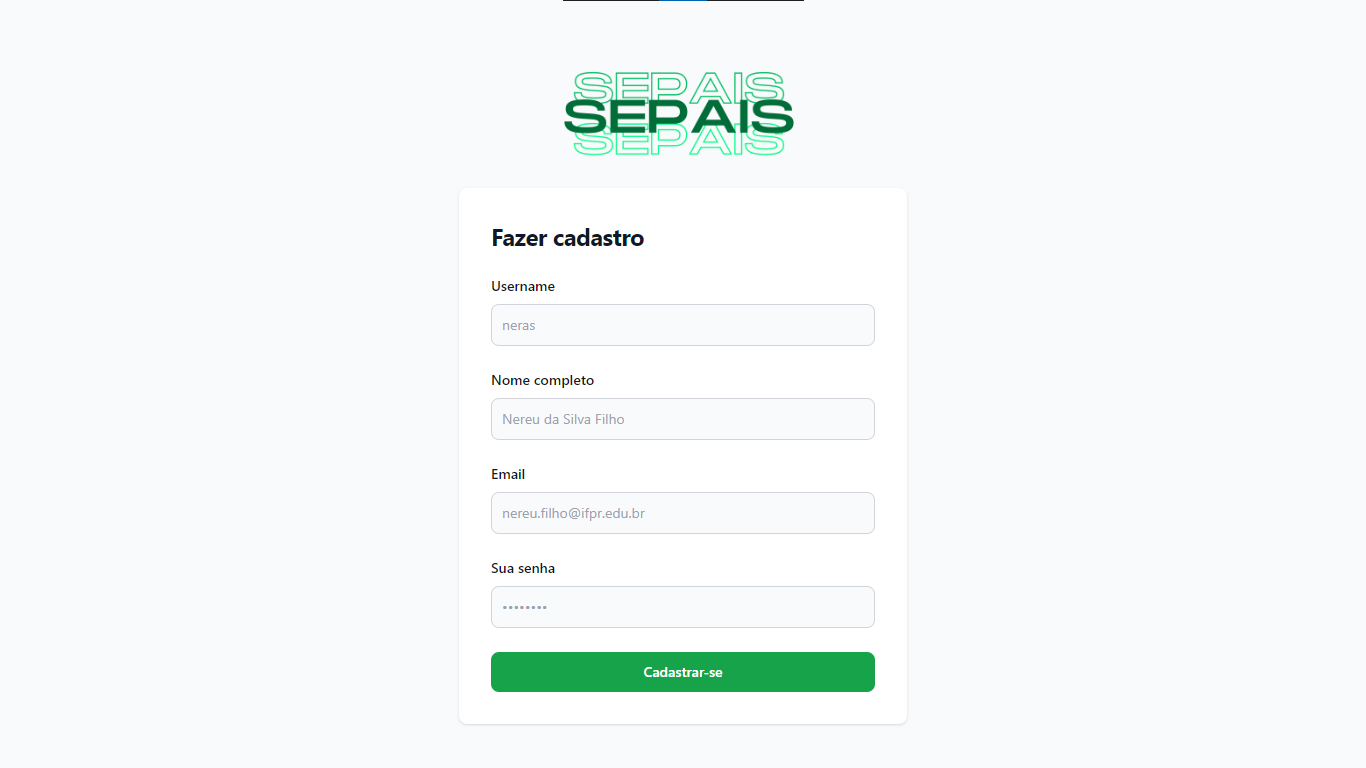 SEPAIS
SEPAIS
SEPAIS
Fazer cadastro
Username
neras
Nome completo
Nereu da Silva Filho
Email
nereu.filho@ifpr.edu.br
Sua senha
••••••••
Cadastrar-se